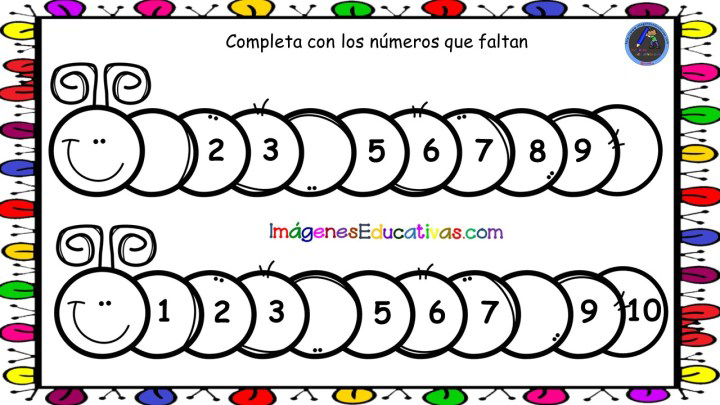 Completa con los números que faltan
2 3 5 6 7 8 9
ImágenesEducativas.com
1 2 3 5 6 7 9 10